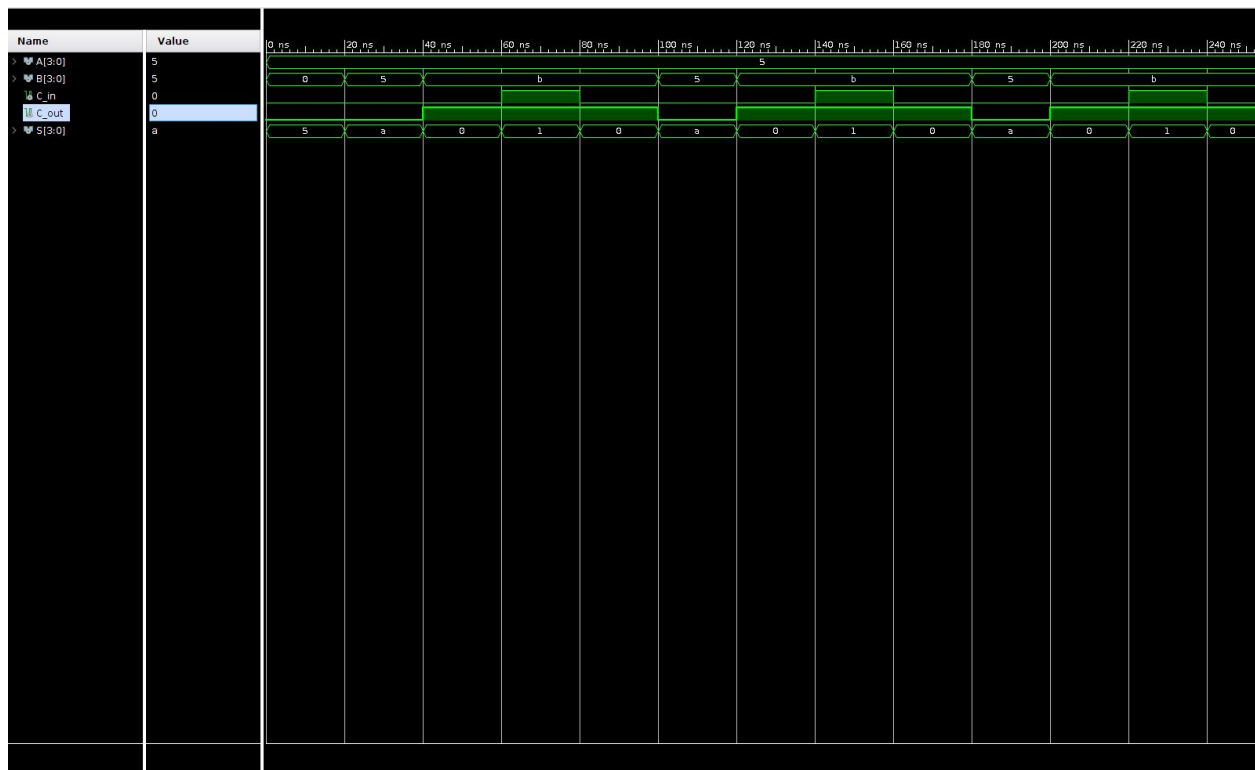 Name Value 0 ns 20 ns 40 ns 60 ns 80 ns 100 ns 120 ns 140 ns 160 ns 180 ns 200 ns 220 ns 240 ns
A[3:0] 5 5
B[3:0] 5 0 5 b 5 b 5 b
C_in 0
C_out 0
S[3:0] a 5 a 0 1 0 a 0 1 0 a 0 1 0